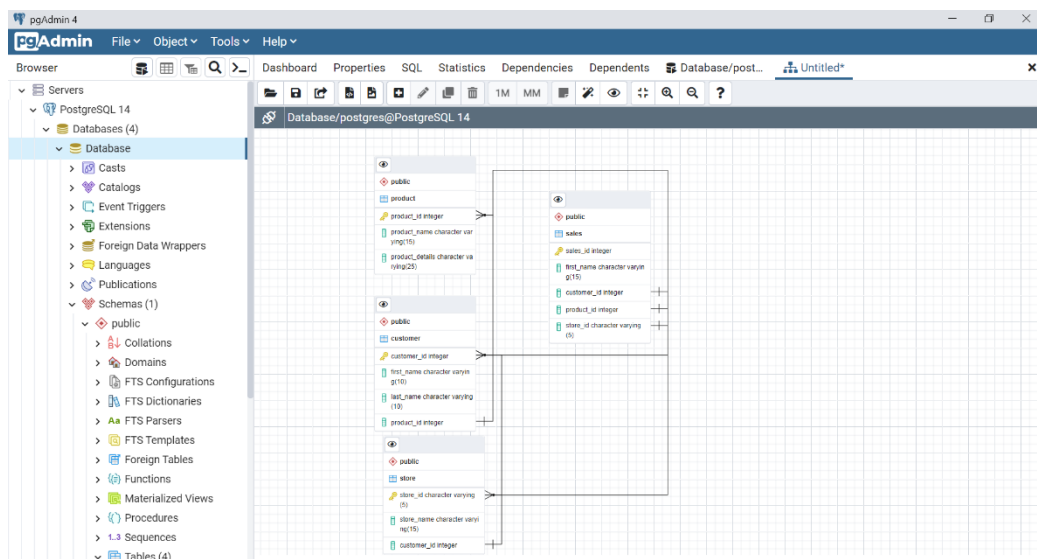 pgAdmin 4
pgAdmin File Object Tools Help
Browser
Dashboard Properties SQL Statistics Dependencies Dependents Database/post... Untitled*
1M MM ?
Database/postgres@PostgreSQL 14
Servers
PostgreSQL 14
Databases (4)
Database
Casts
Catalogs
Event Triggers
Extensions
Foreign Data Wrappers
Languages
Publications
Schemas (1)
public
Collations
Domains
FTS Configurations
FTS Dictionaries
Aa FTS Parsers
FTS Templates
Foreign Tables
Functions
Materialized Views
Procedures
1..3 Sequences
Tables (4)
public
product
product_id integer
product_name character var
ying(15)
product_details character va
rying(25)
public
sales
sales_id integer
first_name character varyin
g(15)
customer_id integer
product_id integer
store_id character varying
(5)
public
customer
customer_id integer
first_name character varyin
g(10)
last_name character varying
(10)
product_id integer
public
store
store_id character varying
(5)
store_name character varyi
ng(15)
customer_id integer